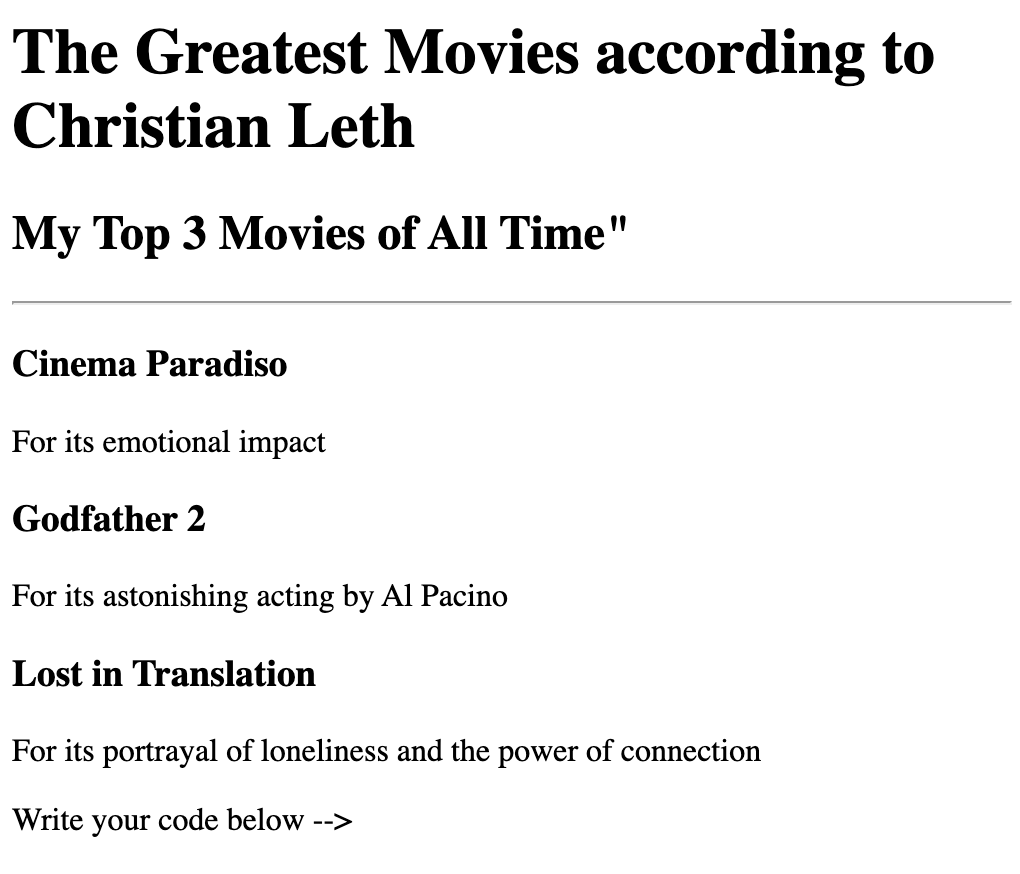 The Greatest Movies according to
Christian Leth
My Top 3 Movies of All Time"
Cinema Paradiso
For its emotional impact
Godfather 2
For its astonishing acting by Al Pacino
Lost in Translation
For its portrayal of loneliness and the power of connection
Write your code below -->